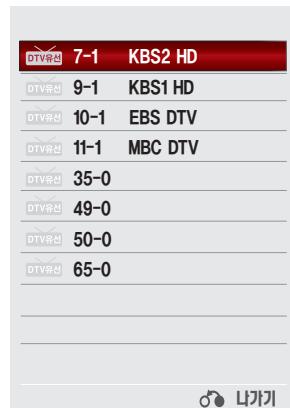 DTV유선 7-1 KBS2 HD
DTV유선 9-1 KBS1 HD
DTV유선 10-1 EBS DTV
DTV유선 11-1 MBC DTV
DTV유선 35-0
DTV유선 49-0
DTV유선 50-0
DTV유선 65-0
나가기